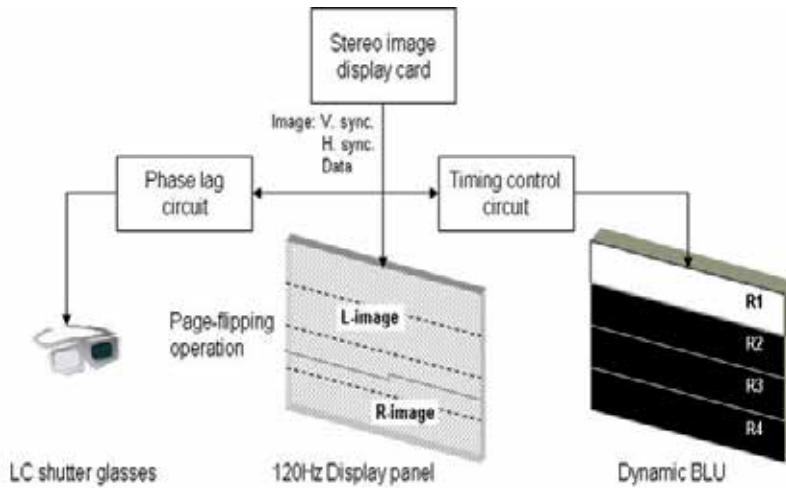 Stereo image
display card
Image: V. sync.
H. sync.
Data
Phase lag
circuit
Timing control
circuit
R1
L-image
R2
Page-flipping
operation
R3
R-image
R4
LC shutter glasses
120Hz Display panel
Dynamic BLU